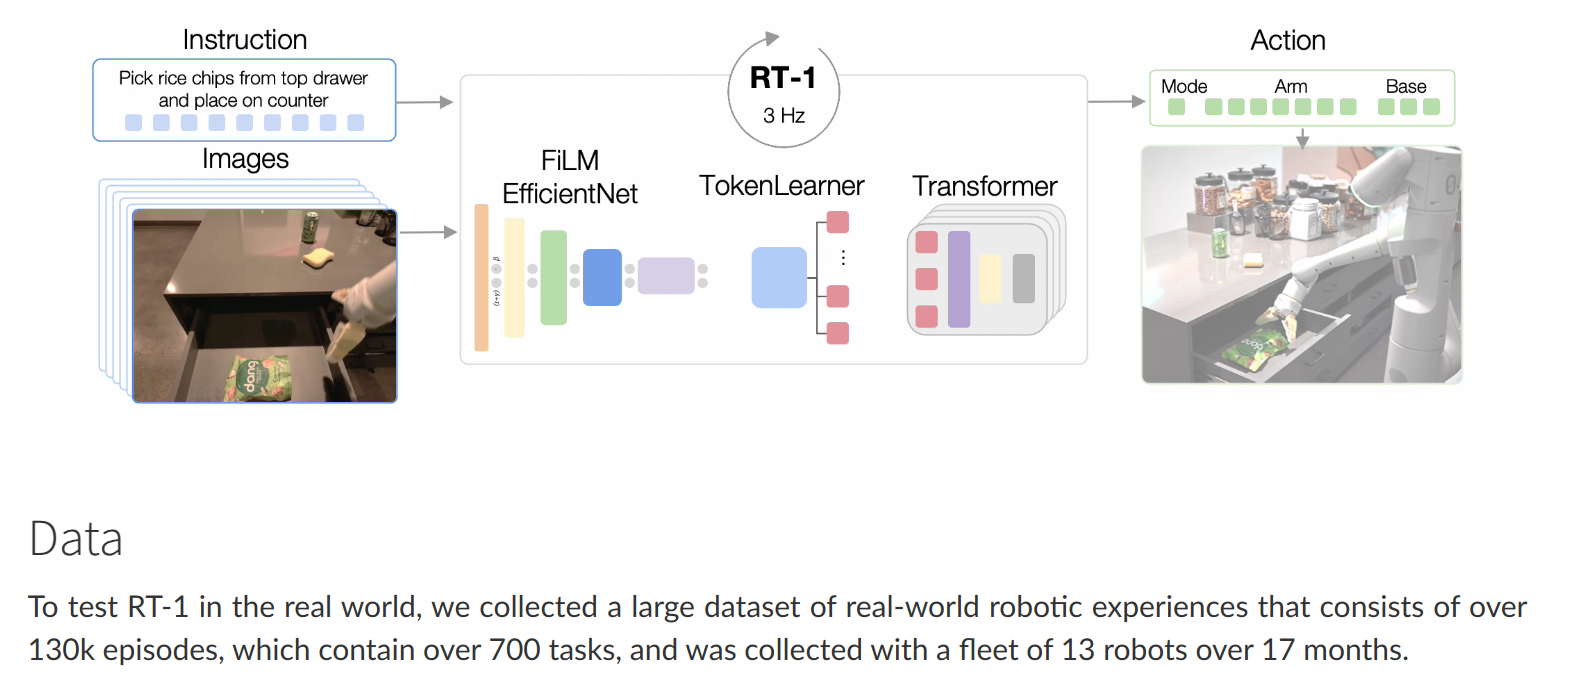 Instruction
Pick rice chips from top drawer
and place on counter
Images
RT-1
3 Hz
FiLM
EfficientNet
(1+γ)
·
β
TokenLearner
Transformer
Action
Mode
Arm
Base
dang
dang
Data
To test RT-1 in the real world, we collected a large dataset of real-world robotic experiences that consists of over
130k episodes, which contain over 700 tasks, and was collected with a fleet of 13 robots over 17 months.